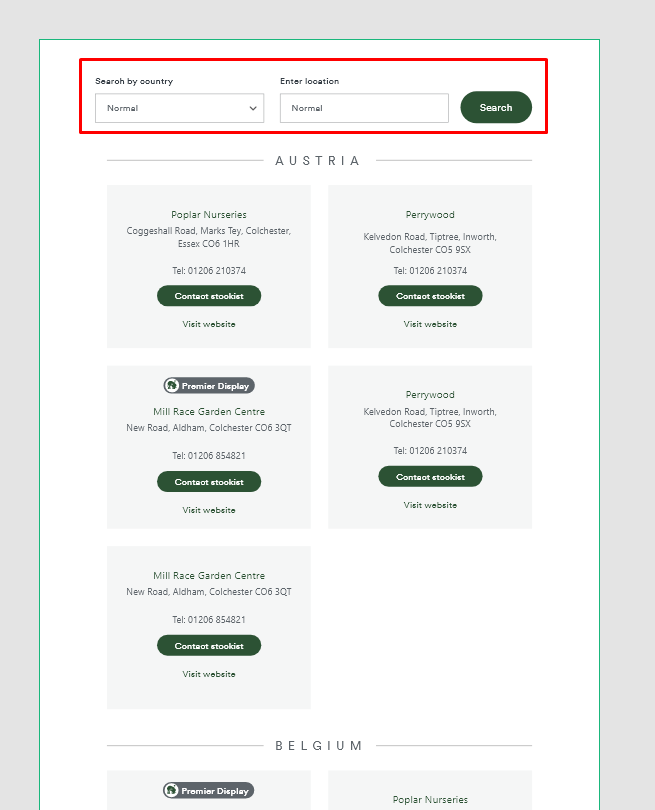 Search by country
Enter location
Normal
Normal
Search
AUSTRIA
Poplar Nurseries
Coggeshall Road, Marks Tey, Colchester,
Essex CO6 1HR
Tel: 01206 210374
Contact stockist
Visit website
Perrywood
Kelvedon Road, Tiptree, Inworth,
Colchester CO5 9SX
Tel: 01206 210374
Contact stockist
Visit website
Premier Display
Mill Race Garden Centre
New Road, Aldham, Colchester CO6 3QT
Tel: 01206 854821
Contact stockist
Visit website
Perrywood
Kelvedon Road, Tiptree, Inworth,
Colchester CO5 9SX
Tel: 01206 210374
Contact stockist
Visit website
Mill Race Garden Centre
New Road, Aldham, Colchester CO6 3QT
Tel: 01206 854821
Contact stockist
Visit website
BELGIUM
Premier Display
Poplar Nurseries